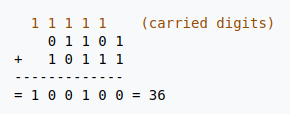 1 1 1 1 1 (carried digits)
0 1 1 0 1
+ 1 0 1 1 1
-------------
= 1 0 0 1 0 0 = 36